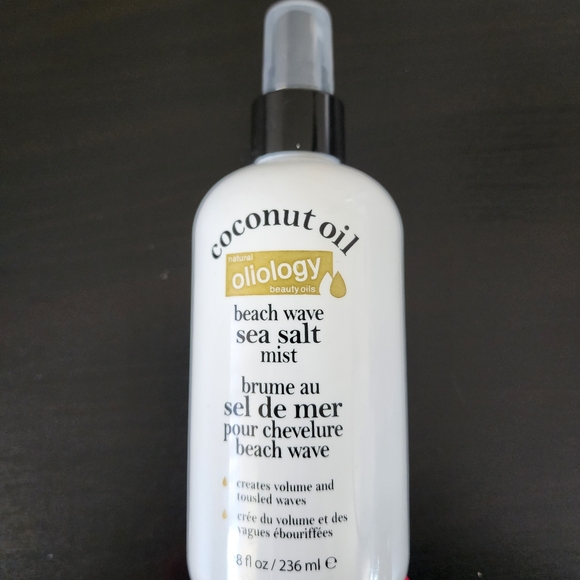 coconut oil
natural
oliology
beauty oils
beach wave
sea salt
mist
brume au
sel de mer
pour chevelure
beach wave
creates volume and
tousled waves
crée du volume et des
vagues ébouriffées
8 fl oz / 236 ml ℮